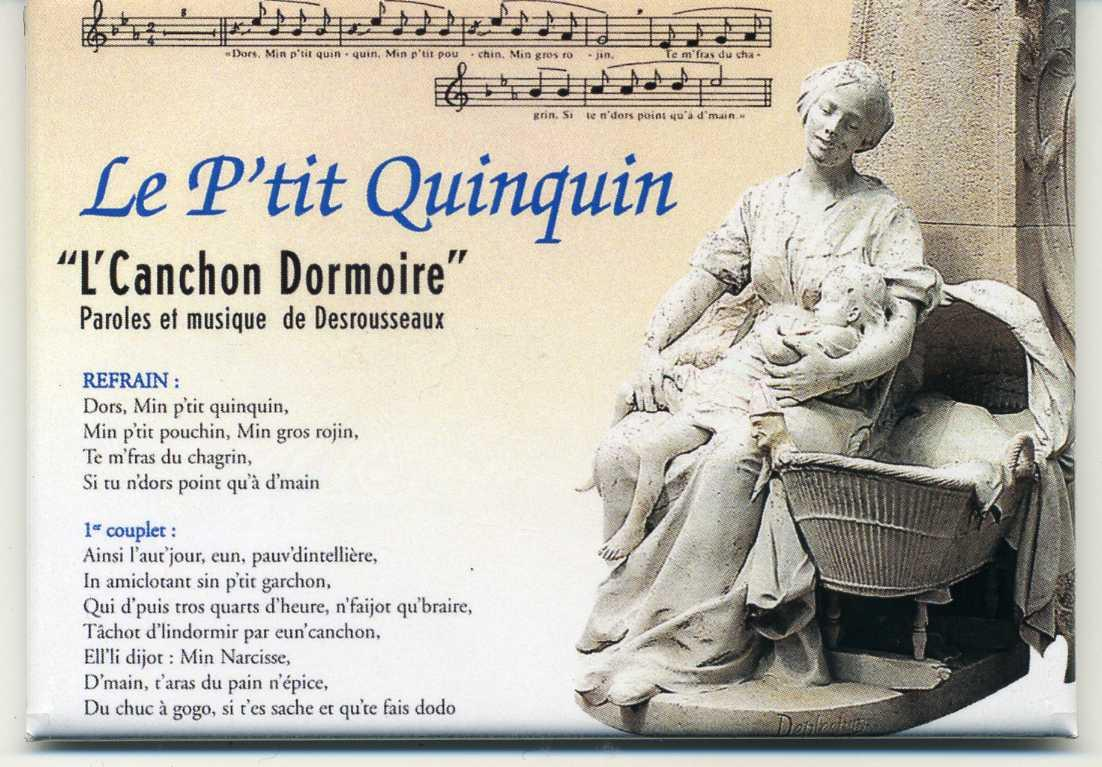 «Dors, Min p'tit quin - quin, Min p'tit pou - chin, Min gros ro - jin, Te m'fras du cha -
grin, Si te n'dors point qu'à d'main.»
Le P'tit Quinquin
“L'Canchon Dormoire”
Paroles et musique de Desrousseaux
REFRAIN :
Dors, Min p'tit quinquin,
Min p'tit pouchin, Min gros rojin,
Te m'fras du chagrin,
Si tu n'dors point qu'à d'main
1er couplet :
Ainsi l'aut'jour, eun, pauv'dintellière,
In amiclotant sin p'tit garchon,
Qui d'puis tros quarts d'heure, n'faijot qu'braire,
Tâchot d'lindormir par eun'canchon,
Ell'li dijot : Min Narcisse,
D'main, t'aras du pain n'épice,
Du chuc à gogo, si t'es sache et qu'te fais dodo